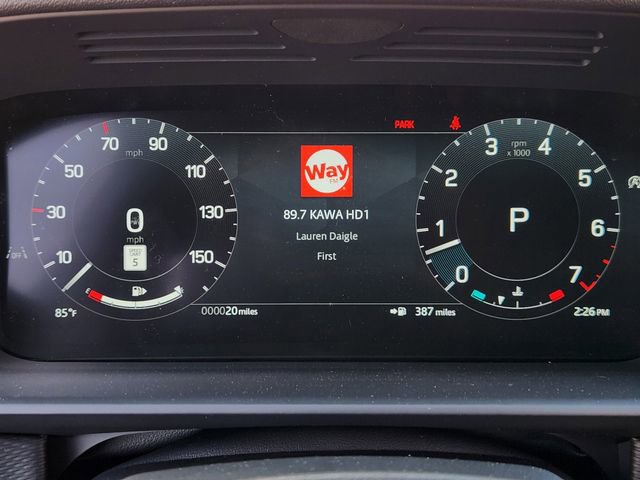 PARK
10
30
50
70
90
110
130
150
mph
0
MPH
mph
SPEED
LIMIT
5
E
F
85°F
000020 miles
Way
FM
89.7 KAWA HD1
Lauren Daigle
First
387 miles
0
1
2
3
4
5
6
7
rpm
x 1000
P
2:26 PM
OFF